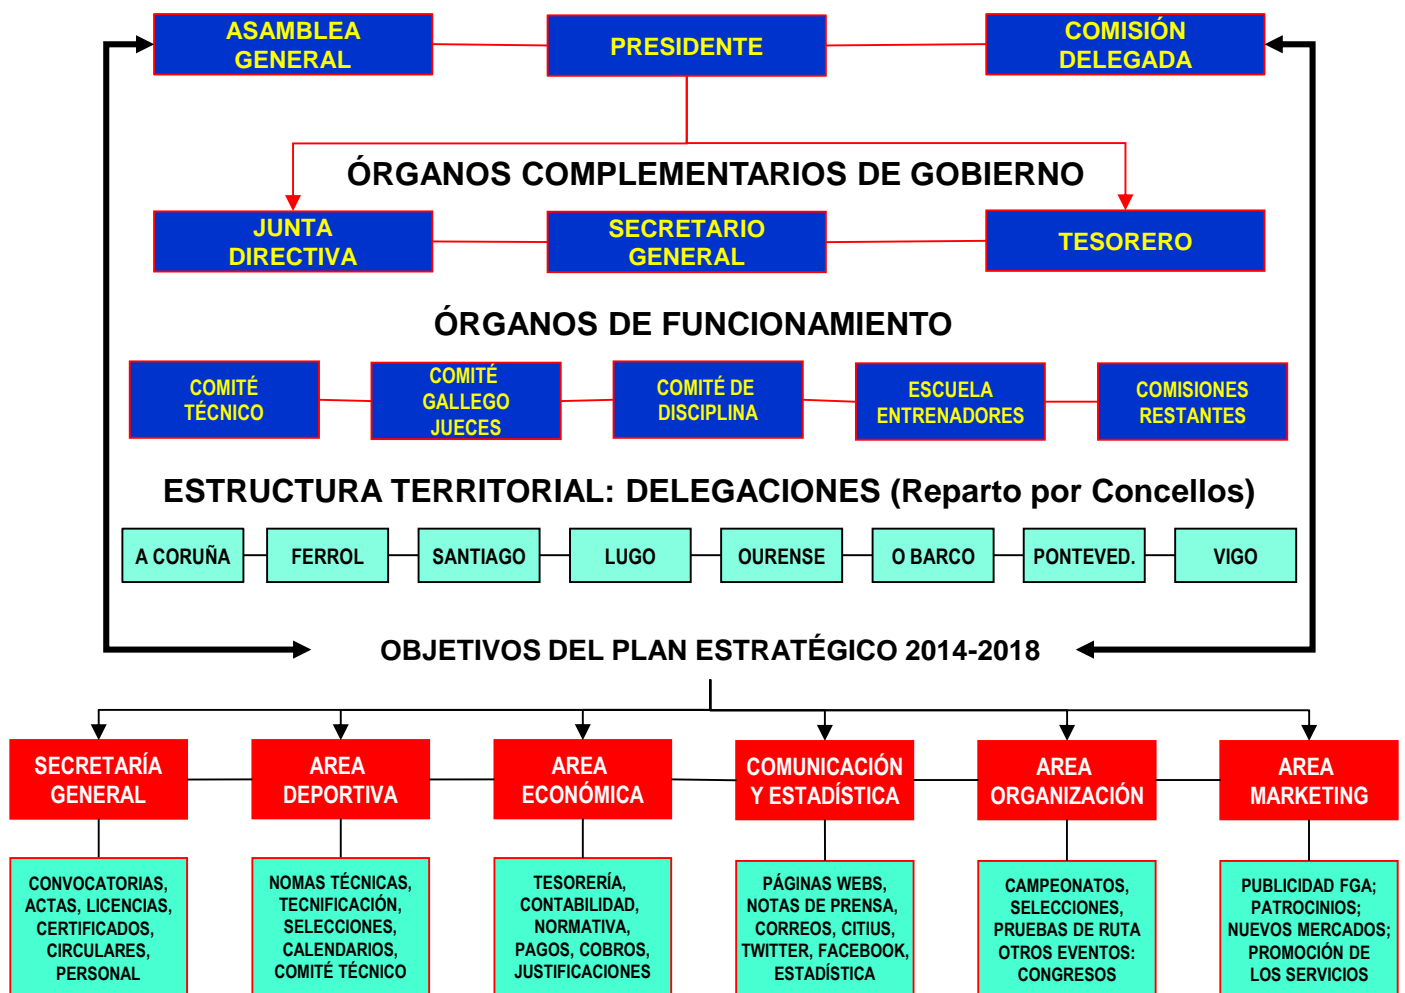 ASAMBLEA
GENERAL
PRESIDENTE
COMISIÓN
DELEGADA
ÓRGANOS COMPLEMENTARIOS DE GOBIERNO
JUNTA
DIRECTIVA
SECRETARIO
GENERAL
TESORERO
ÓRGANOS DE FUNCIONAMIENTO
COMITÉ
TÉCNICO
COMITÉ
GALLEGO
JUECES
COMITÉ DE
DISCIPLINA
ESCUELA
ENTRENADORES
COMISIONES
RESTANTES
ESTRUCTURA TERRITORIAL: DELEGACIONES (Reparto por Concellos)
A CORUÑA
FERROL
SANTIAGO
LUGO
OURENSE
O BARCO
PONTEVED.
VIGO
OBJETIVOS DEL PLAN ESTRATÉGICO 2014-2018
SECRETARÍA
GENERAL
AREA
DEPORTIVA
AREA
ECONÓMICA
COMUNICACIÓN
Y ESTADÍSTICA
AREA
ORGANIZACIÓN
AREA
MARKETING
CONVOCATORIAS,
ACTAS, LICENCIAS,
CERTIFICADOS,
CIRCULARES,
PERSONAL
NOMAS TÉCNICAS,
TECNIFICACIÓN,
SELECCIONES,
CALENDARIOS,
COMITÉ TÉCNICO
TESORERÍA,
CONTABILIDAD,
NORMATIVA,
PAGOS, COBROS,
JUSTIFICACIONES
PÁGINAS WEBS,
NOTAS DE PRENSA,
CORREOS, CITIUS,
TWITTER, FACEBOOK,
ESTADÍSTICA
CAMPEONATOS,
SELECCIONES,
PRUEBAS DE RUTA
OTROS EVENTOS:
CONGRESOS
PUBLICIDAD FGA;
PATROCINIOS;
NUEVOS MERCADOS;
PROMOCIÓN DE
LOS SERVICIOS